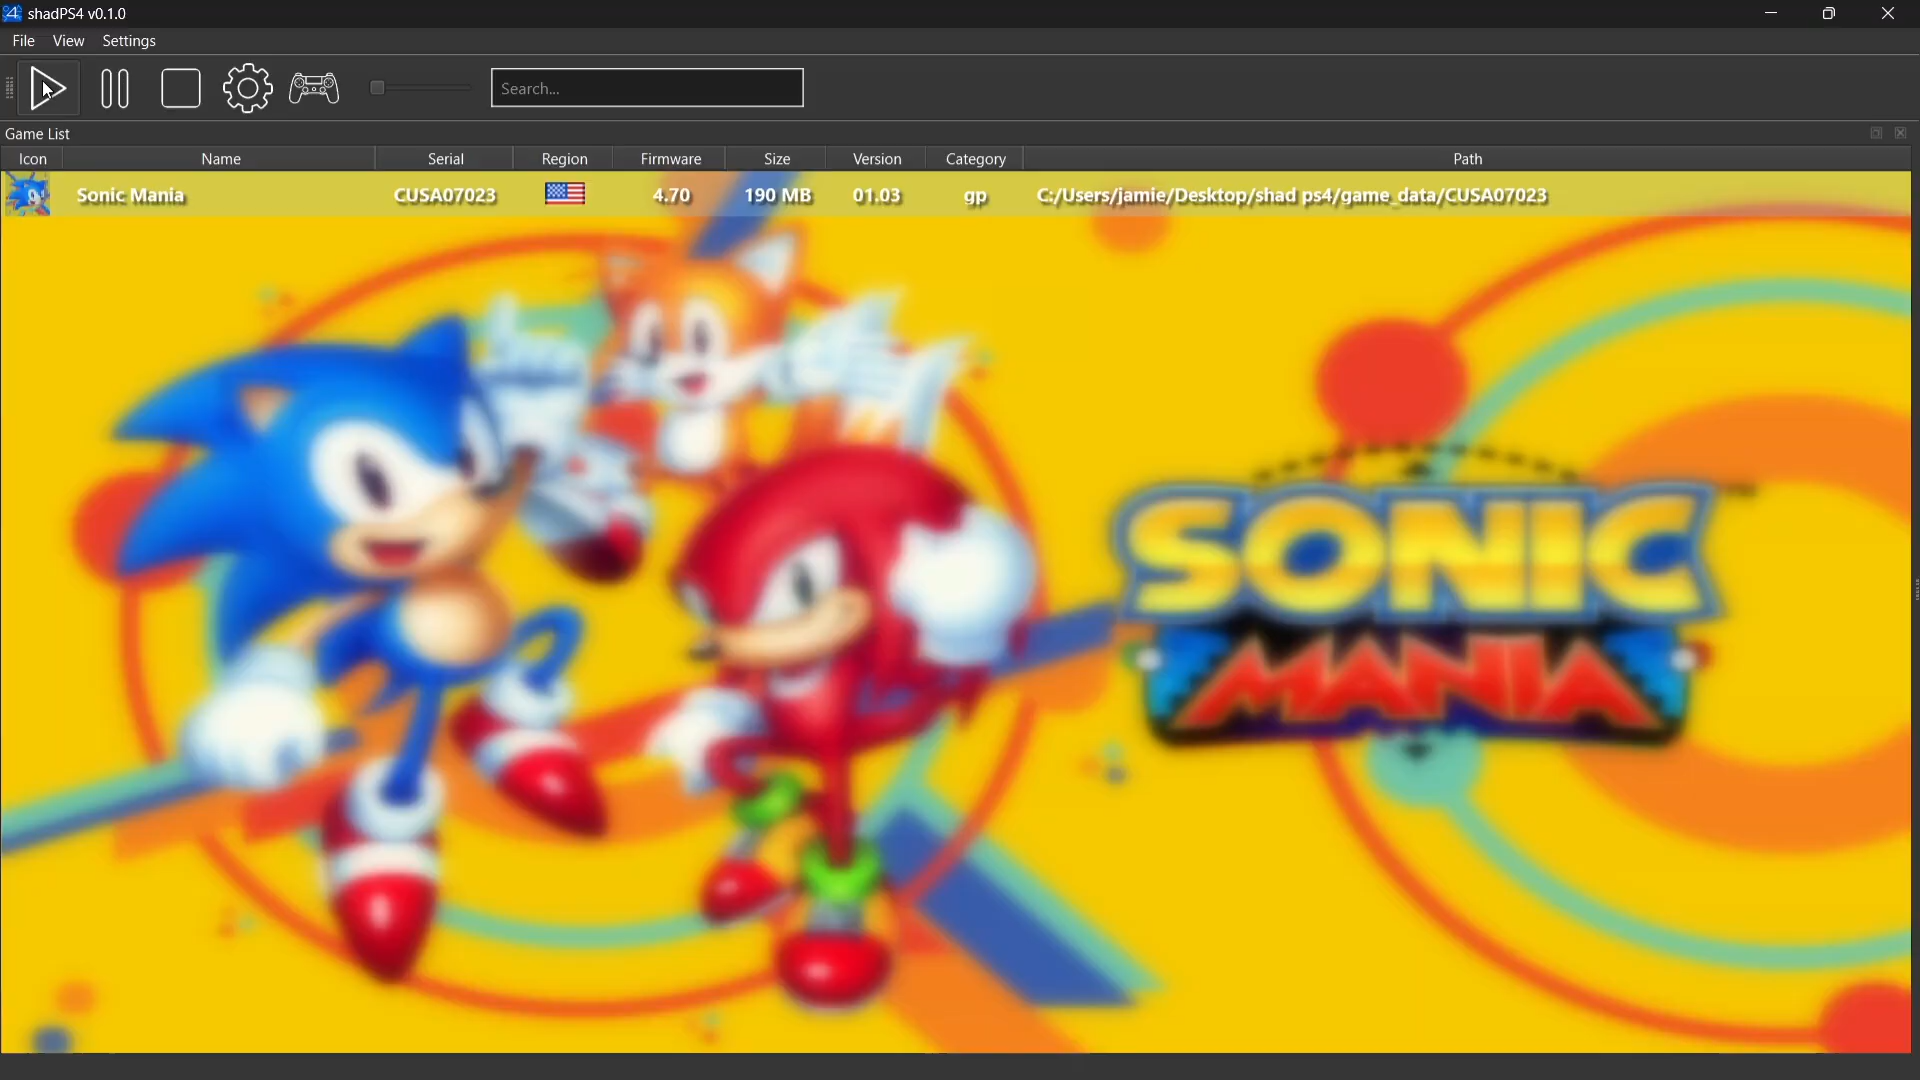 shadPS4 v0.1.0
File View Settings
Search...
Game List
Icon Name Serial Region Firmware Size Version Category Path
Sonic Mania CUSA07023 4.70 190 MB 01.03 gp C:/Users/jamie/Desktop/shad ps4/game_data/CUSA07023
SONIC
MANIA